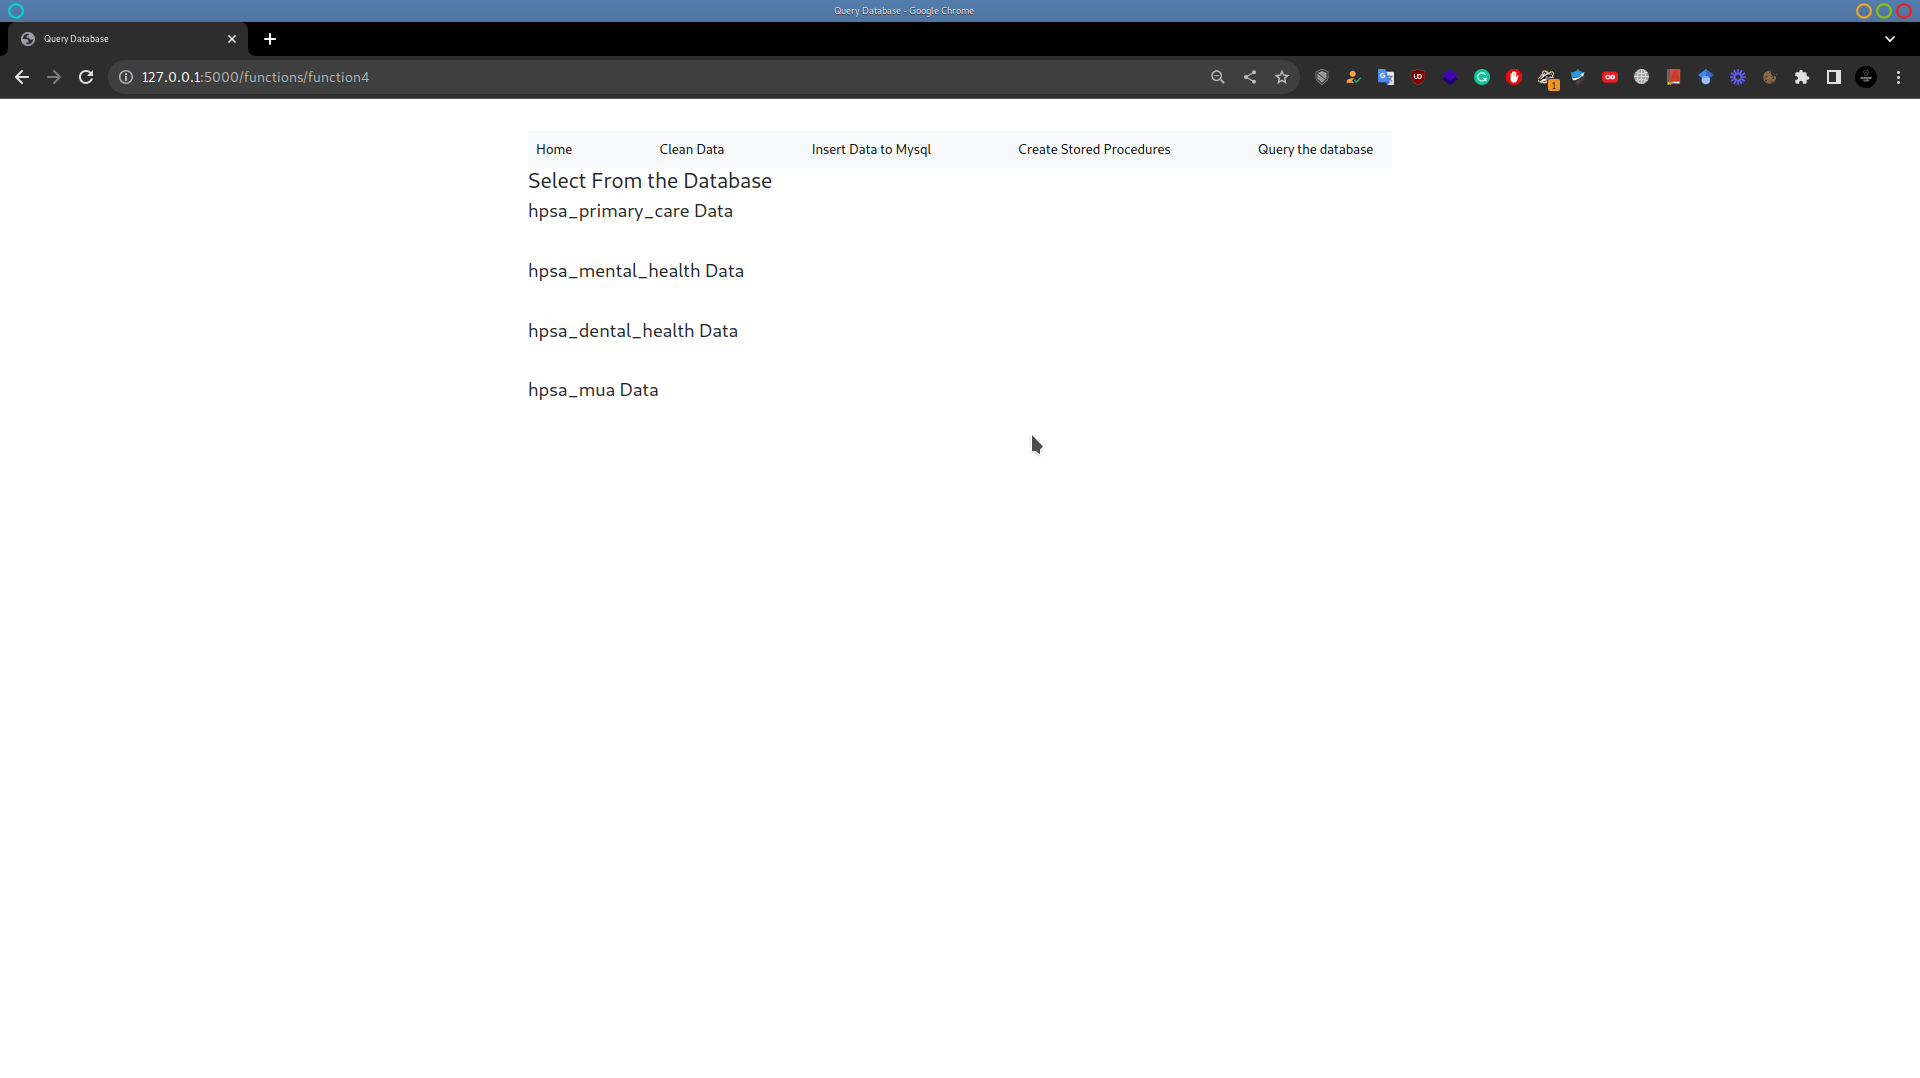 Query Database - Google Chrome
Query Database
127.0.0.1:5000/functions/function4
UD
1
Home Clean Data Insert Data to Mysql Create Stored Procedures Query the database
Select From the Database
hpsa_primary_care Data
hpsa_mental_health Data
hpsa_dental_health Data
hpsa_mua Data